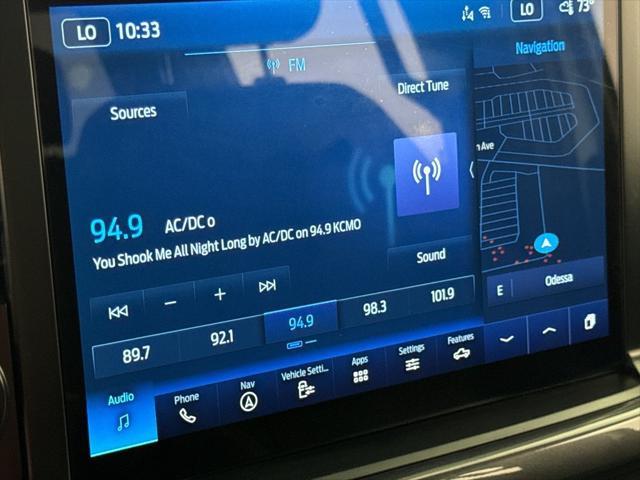 LO 10:33 LO 73°
FM
Navigation
Sources
Direct Tune
Ave
94.9 AC/DC o
You Shook Me All Night Long by AC/DC on 94.9 KCMO
Sound
E Odessa
89.7 92.1 94.9 98.3 101.9
Audio Phone Nav Vehicle Setti... Apps Settings Features